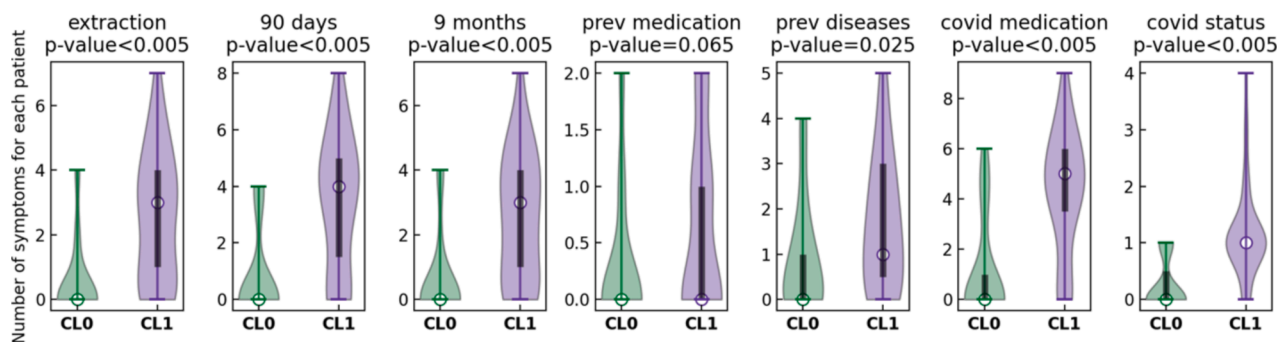 extraction
p-value<0.005
90 days
p-value<0.005
9 months
p-value<0.005
prev medication
p-value=0.065
prev diseases
p-value=0.025
covid medication
p-value<0.005
covid status
p-value<0.005
Number of symptoms for each patient
6
4
2
0
CL0 CL1
8
6
4
2
0
CL0 CL1
6
4
2
0
CL0 CL1
2.0
1.5
1.0
0.5
0.0
CL0 CL1
5
4
3
2
1
0
CL0 CL1
8
6
4
2
0
CL0 CL1
4
3
2
1
0
CL0 CL1